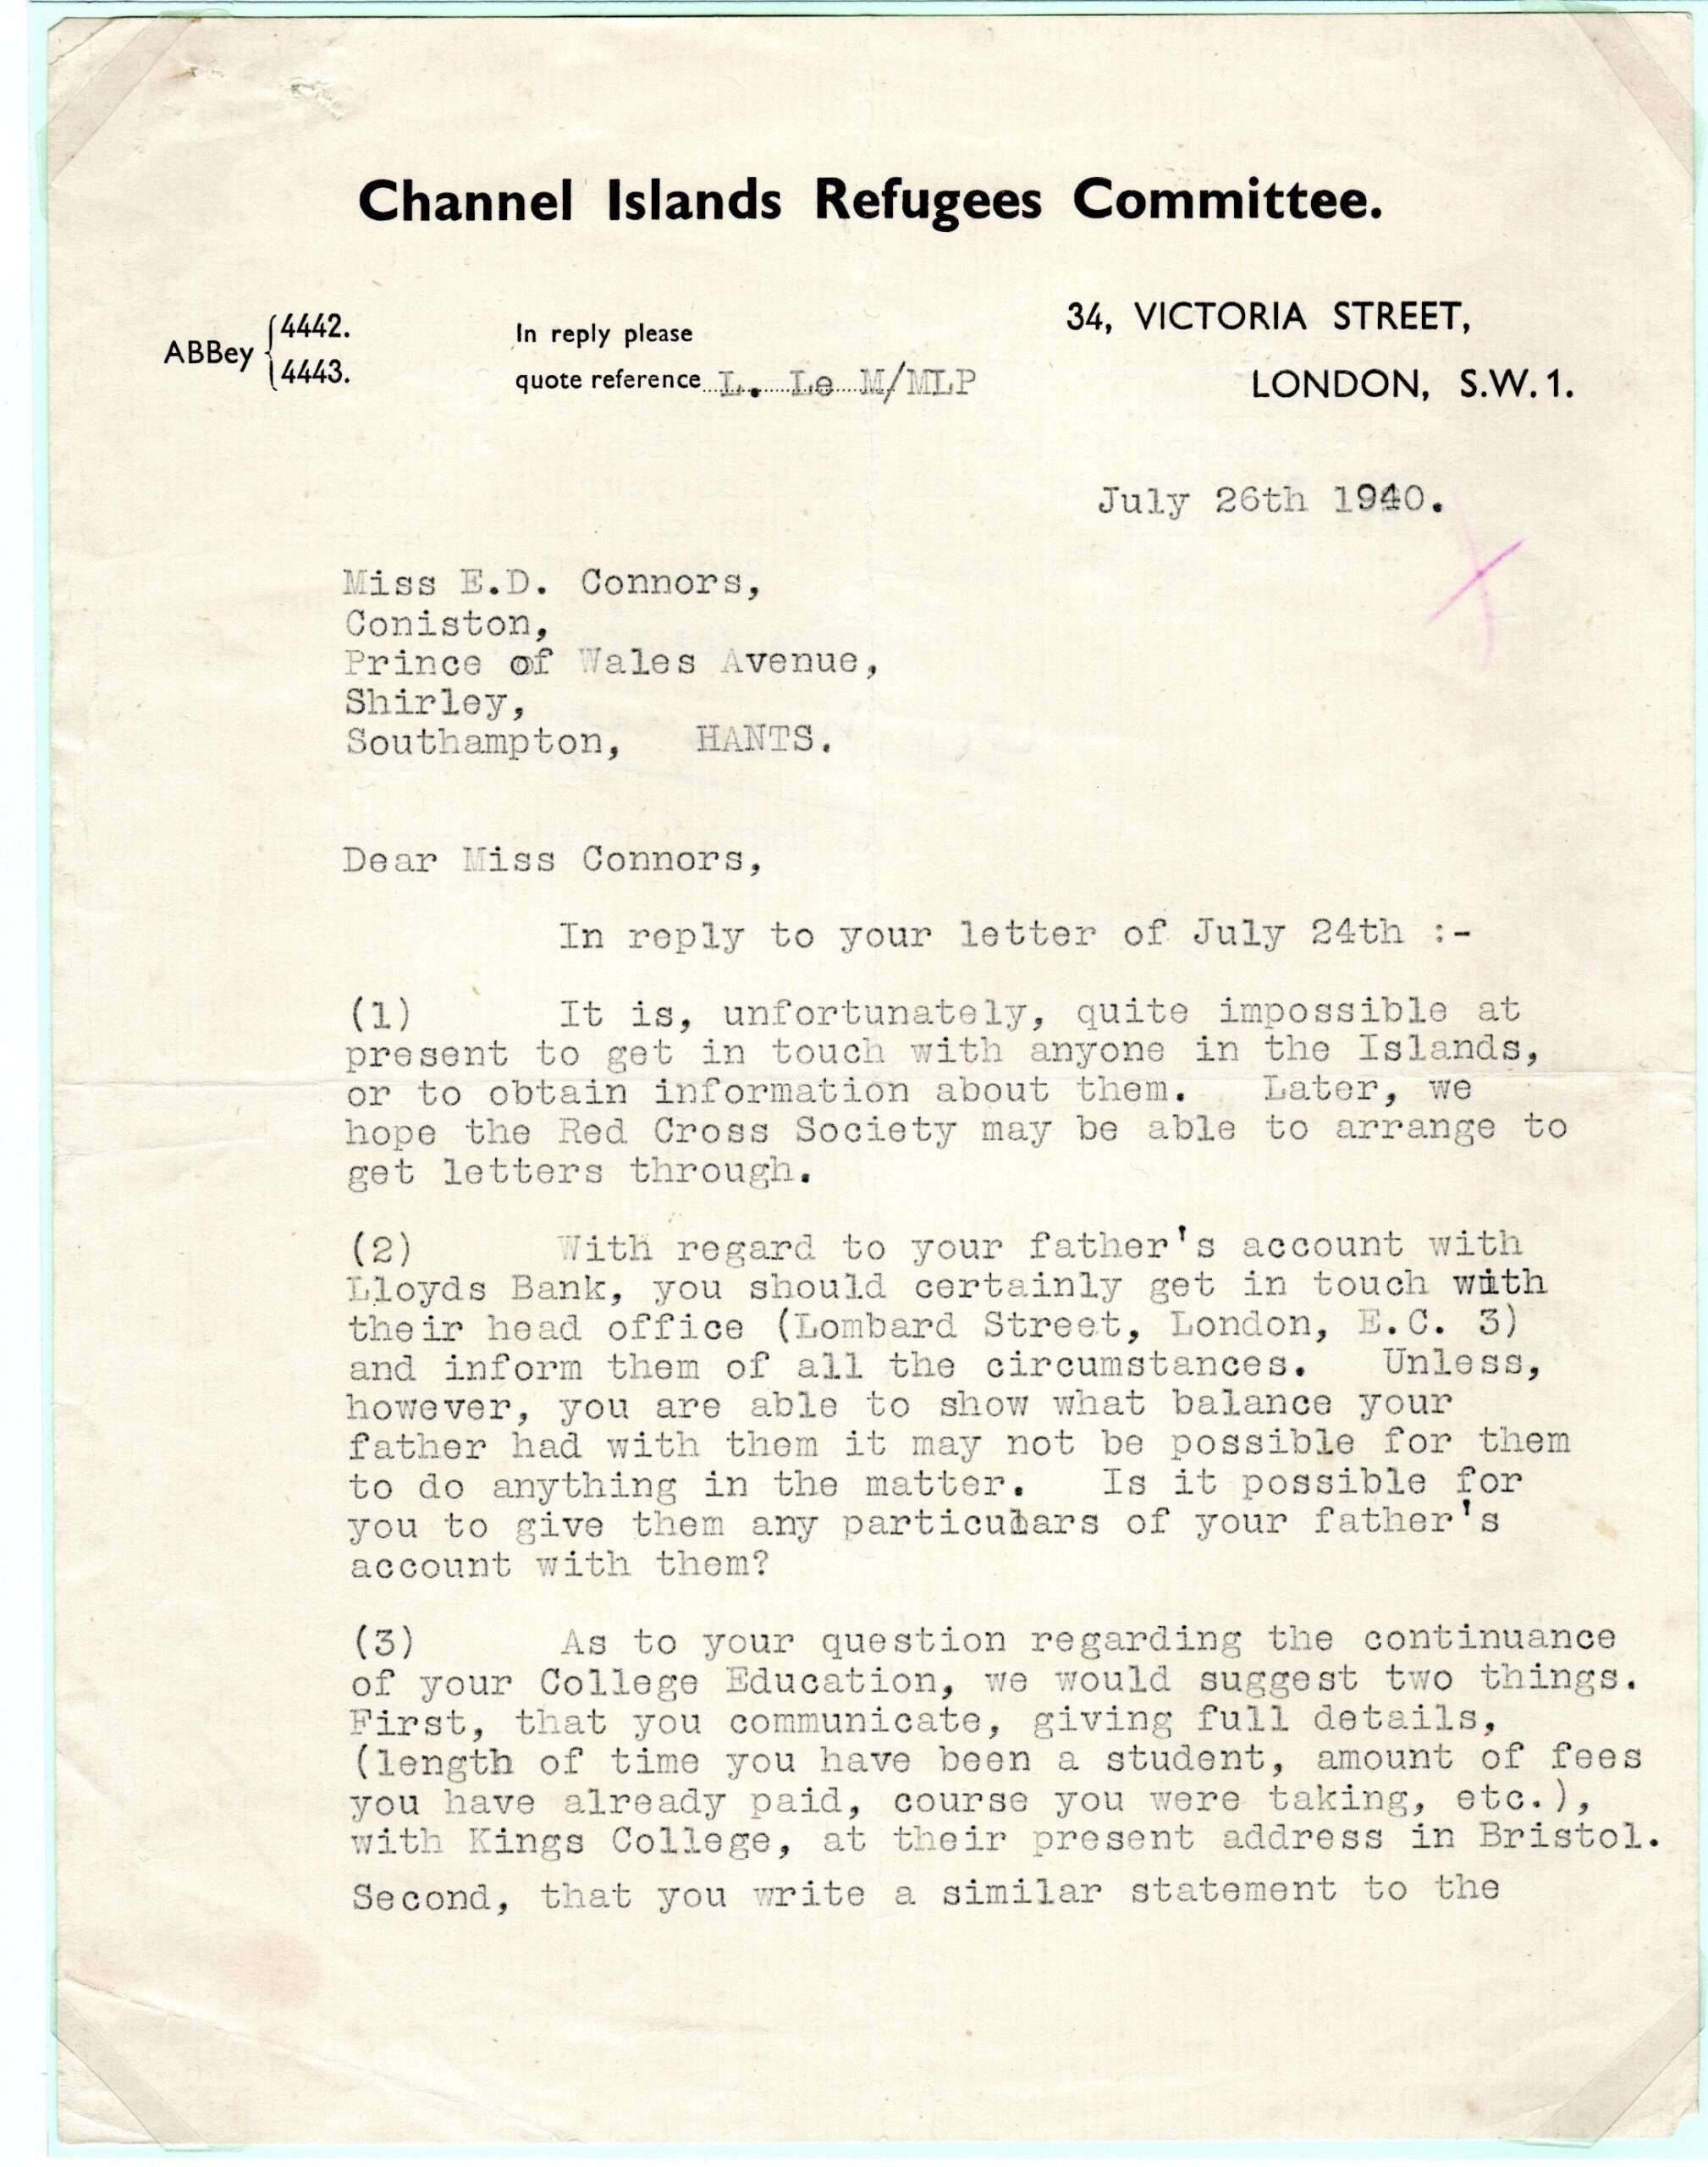 Channel Islands Refugees Committee.
ABBey { 4442.
4443.
In reply please
quote reference L. Le M/MLP
34, VICTORIA STREET,
LONDON, S.W.1.
July 26th 1940.
Miss E.D. Connors,
Coniston,
Prince of Wales Avenue,
Shirley,
Southampton, HANTS.
Dear Miss Connors,
In reply to your letter of July 24th :-
(1) It is, unfortunately, quite impossible at
present to get in touch with anyone in the Islands,
or to obtain information about them. Later, we
hope the Red Cross Society may be able to arrange to
get letters through.
(2) With regard to your father's account with
Lloyds Bank, you should certainly get in touch with
their head office (Lombard Street, London, E.C. 3)
and inform them of all the circumstances. Unless,
however, you are able to show what balance your
father had with them it may not be possible for them
to do anything in the matter. Is it possible for
you to give them any particulars of your father's
account with them?
(3) As to your question regarding the continuance
of your College Education, we would suggest two things.
First, that you communicate, giving full details,
(length of time you have been a student, amount of fees
you have already paid, course you were taking, etc.),
with Kings College, at their present address in Bristol.
Second, that you write a similar statement to the